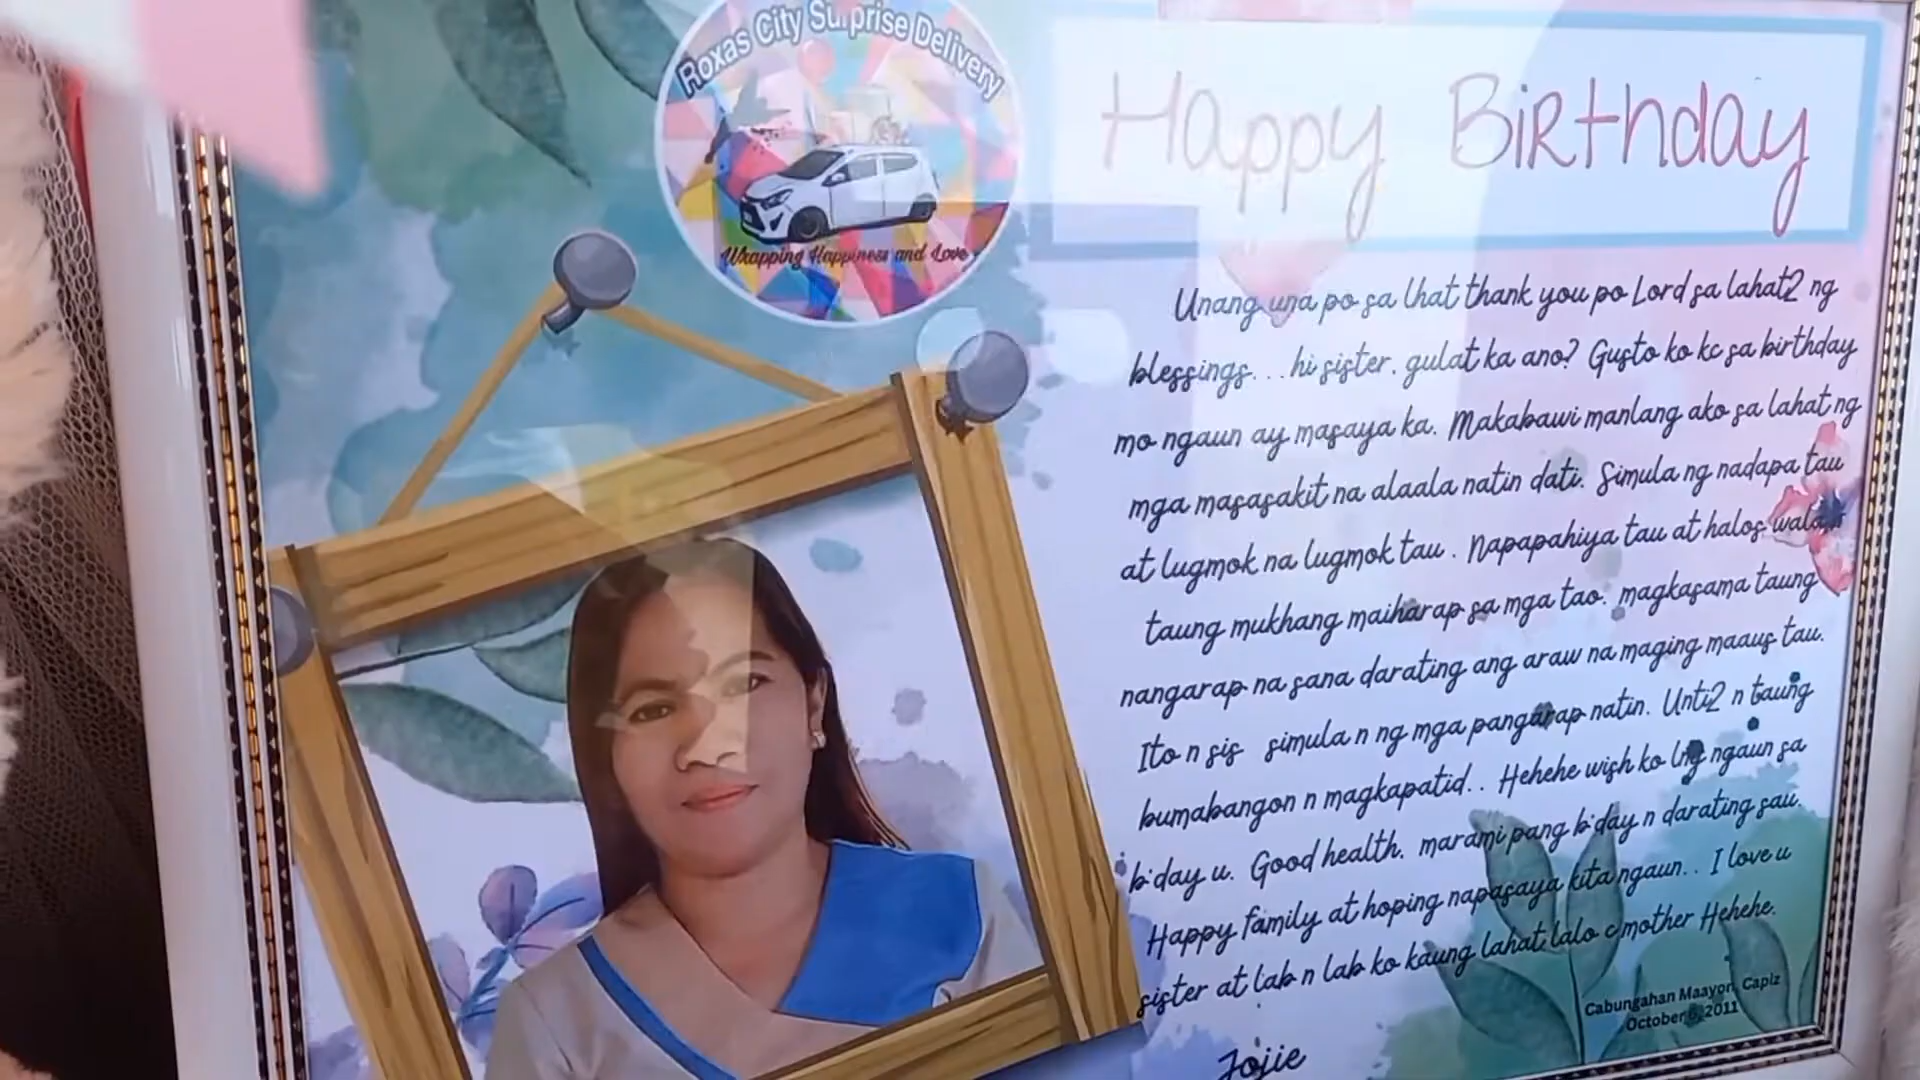 Roxas City Surprise Delivery
Wrapping Happiness and Love
Happy Birthday
Unang una po sa lhat thank you po Lord sa lahat2 ng
blessings... hi sister, gulat ka ano? Gusto ko kc sa birthday
mo ngaun ay masaya ka. Makabawi manlang ako sa lahat ng
mga masasakit na alaala natin dati. Simula ng nadapa tau
at lugmok na lugmok tau. Napapahiya tau at halos wala n
taung mukhang maiharap sa mga tao. magkasama taung
nangarap na sana darating ang araw na maging maaus tau.
Ito n sis simula n ng mga pangarap natin. Unti2 n taung
bumabangon n magkapatid.. Hehehe wish ko lng ngaun sa
b'day u. Good health, marami pang b'day n darating sau.
Happy family at hoping napasaya kita ngaun.. I love u
sister at lab n lab ko kaung lahat lalo c mother Hehehe.
Cabungahan Maayon, Capiz
October 6, 2011
Jojie